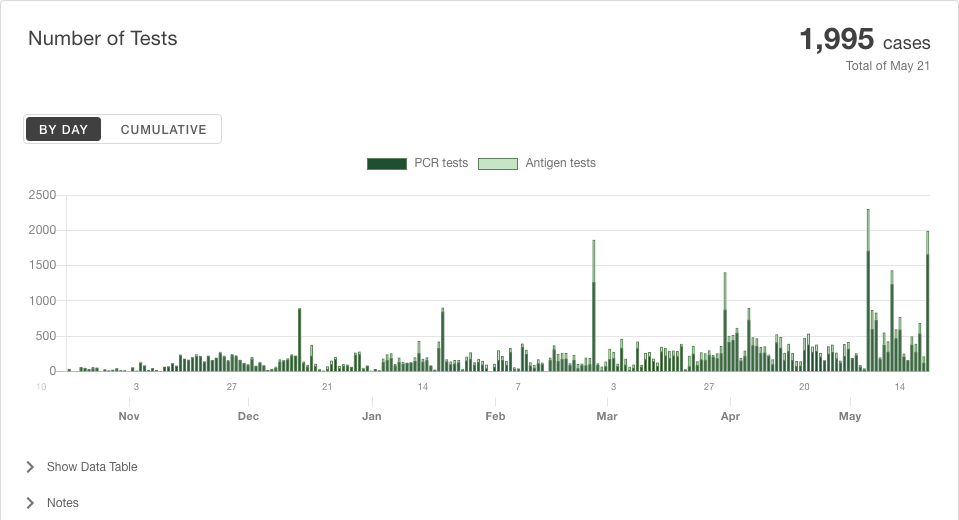 Number of Tests
1,995 cases
Total of May 21
BY DAY CUMULATIVE
PCR tests Antigen tests
2500
2000
1500
1000
500
0
10 3 27 21 14 7 3 27 20 14
Nov Dec Jan Feb Mar Apr May
Show Data Table
Notes